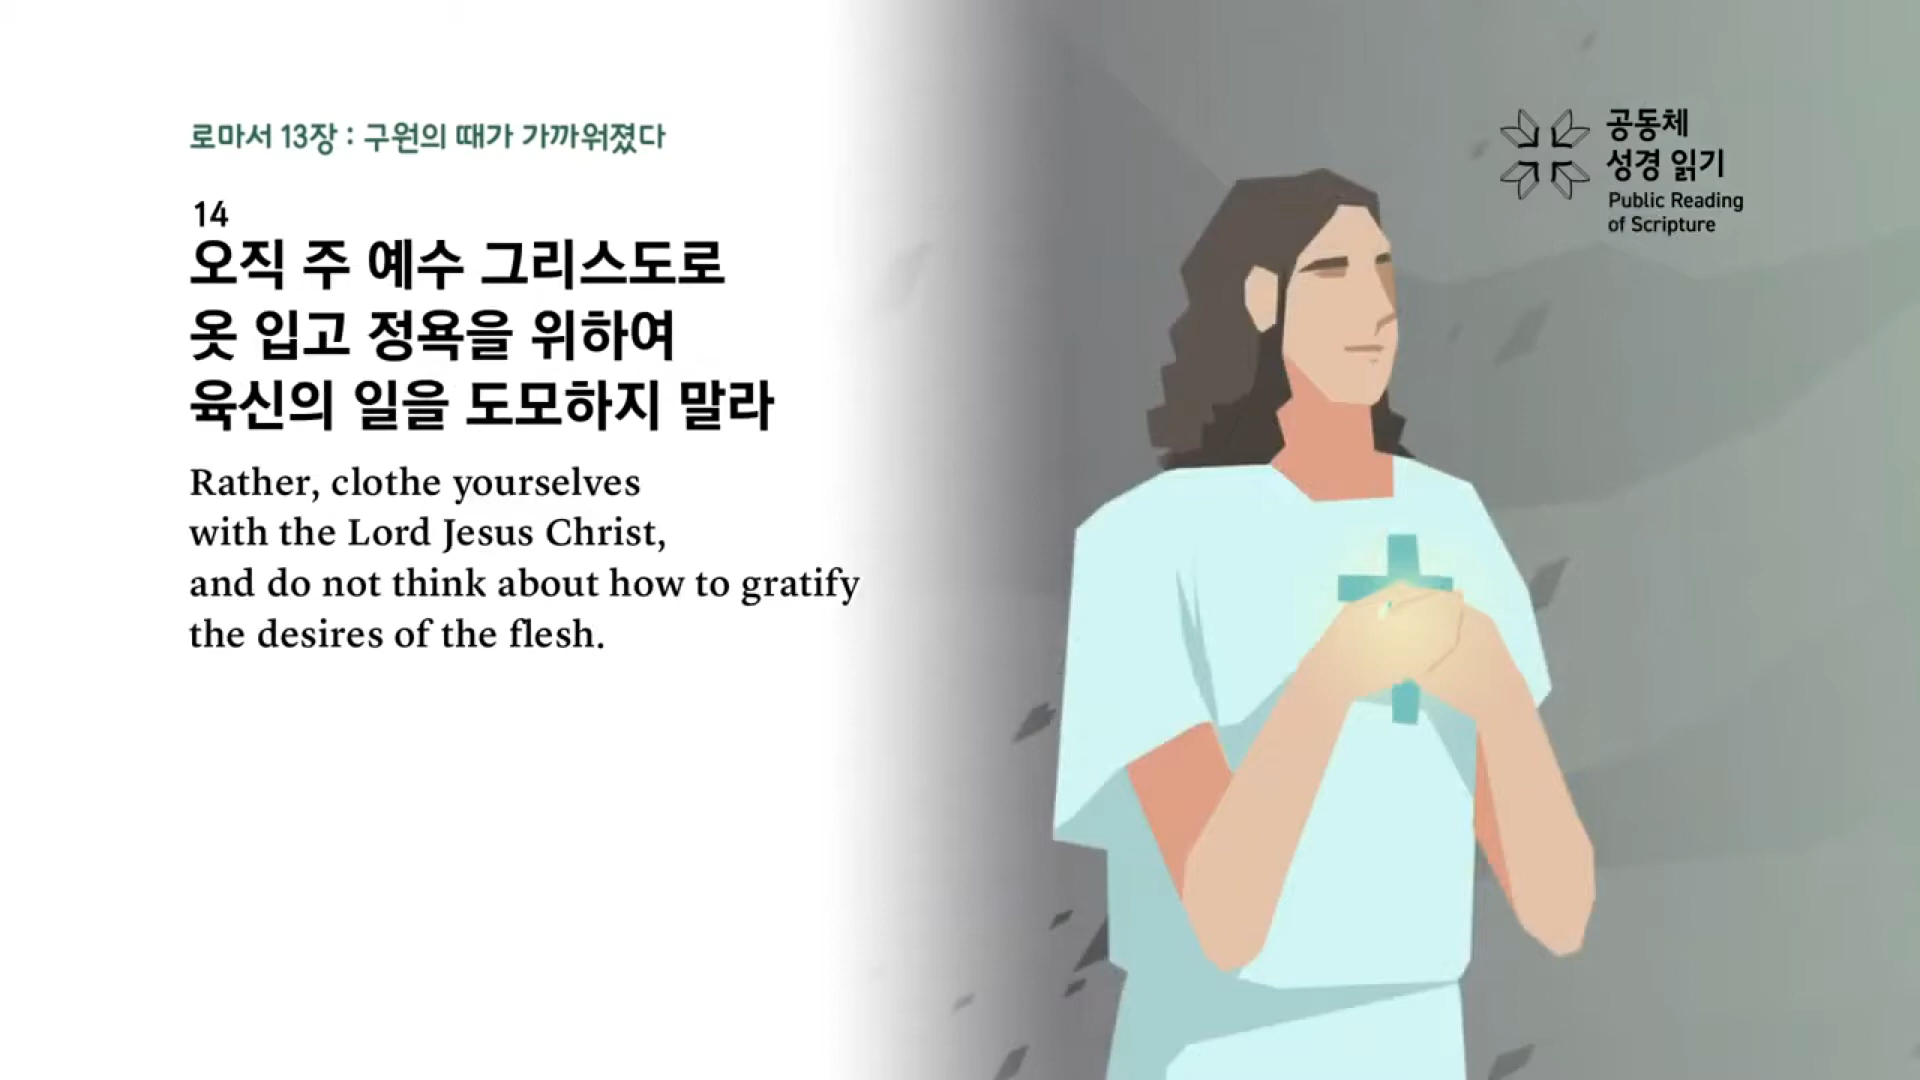 로마서 13장 : 구원의 때가 가까워졌다
14
오직 주 예수 그리스도로
옷 입고 정욕을 위하여
육신의 일을 도모하지 말라
Rather, clothe yourselves
with the Lord Jesus Christ,
and do not think about how to gratify
the desires of the flesh.
공동체
성경 읽기
Public Reading
of Scripture